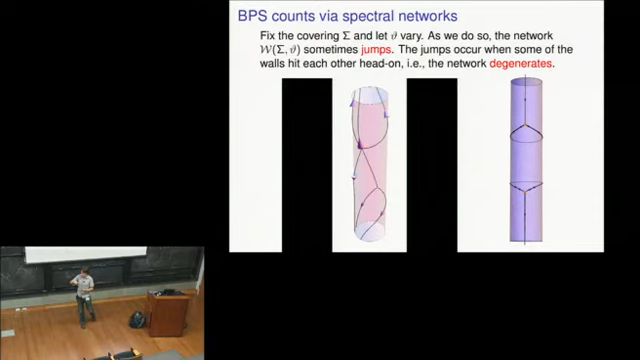 BPS counts via spectral networks
Fix the covering Σ and let ϑ vary. As we do so, the network
𝒲(Σ, ϑ) sometimes jumps. The jumps occur when some of the
walls hit each other head-on, i.e., the network degenerates.